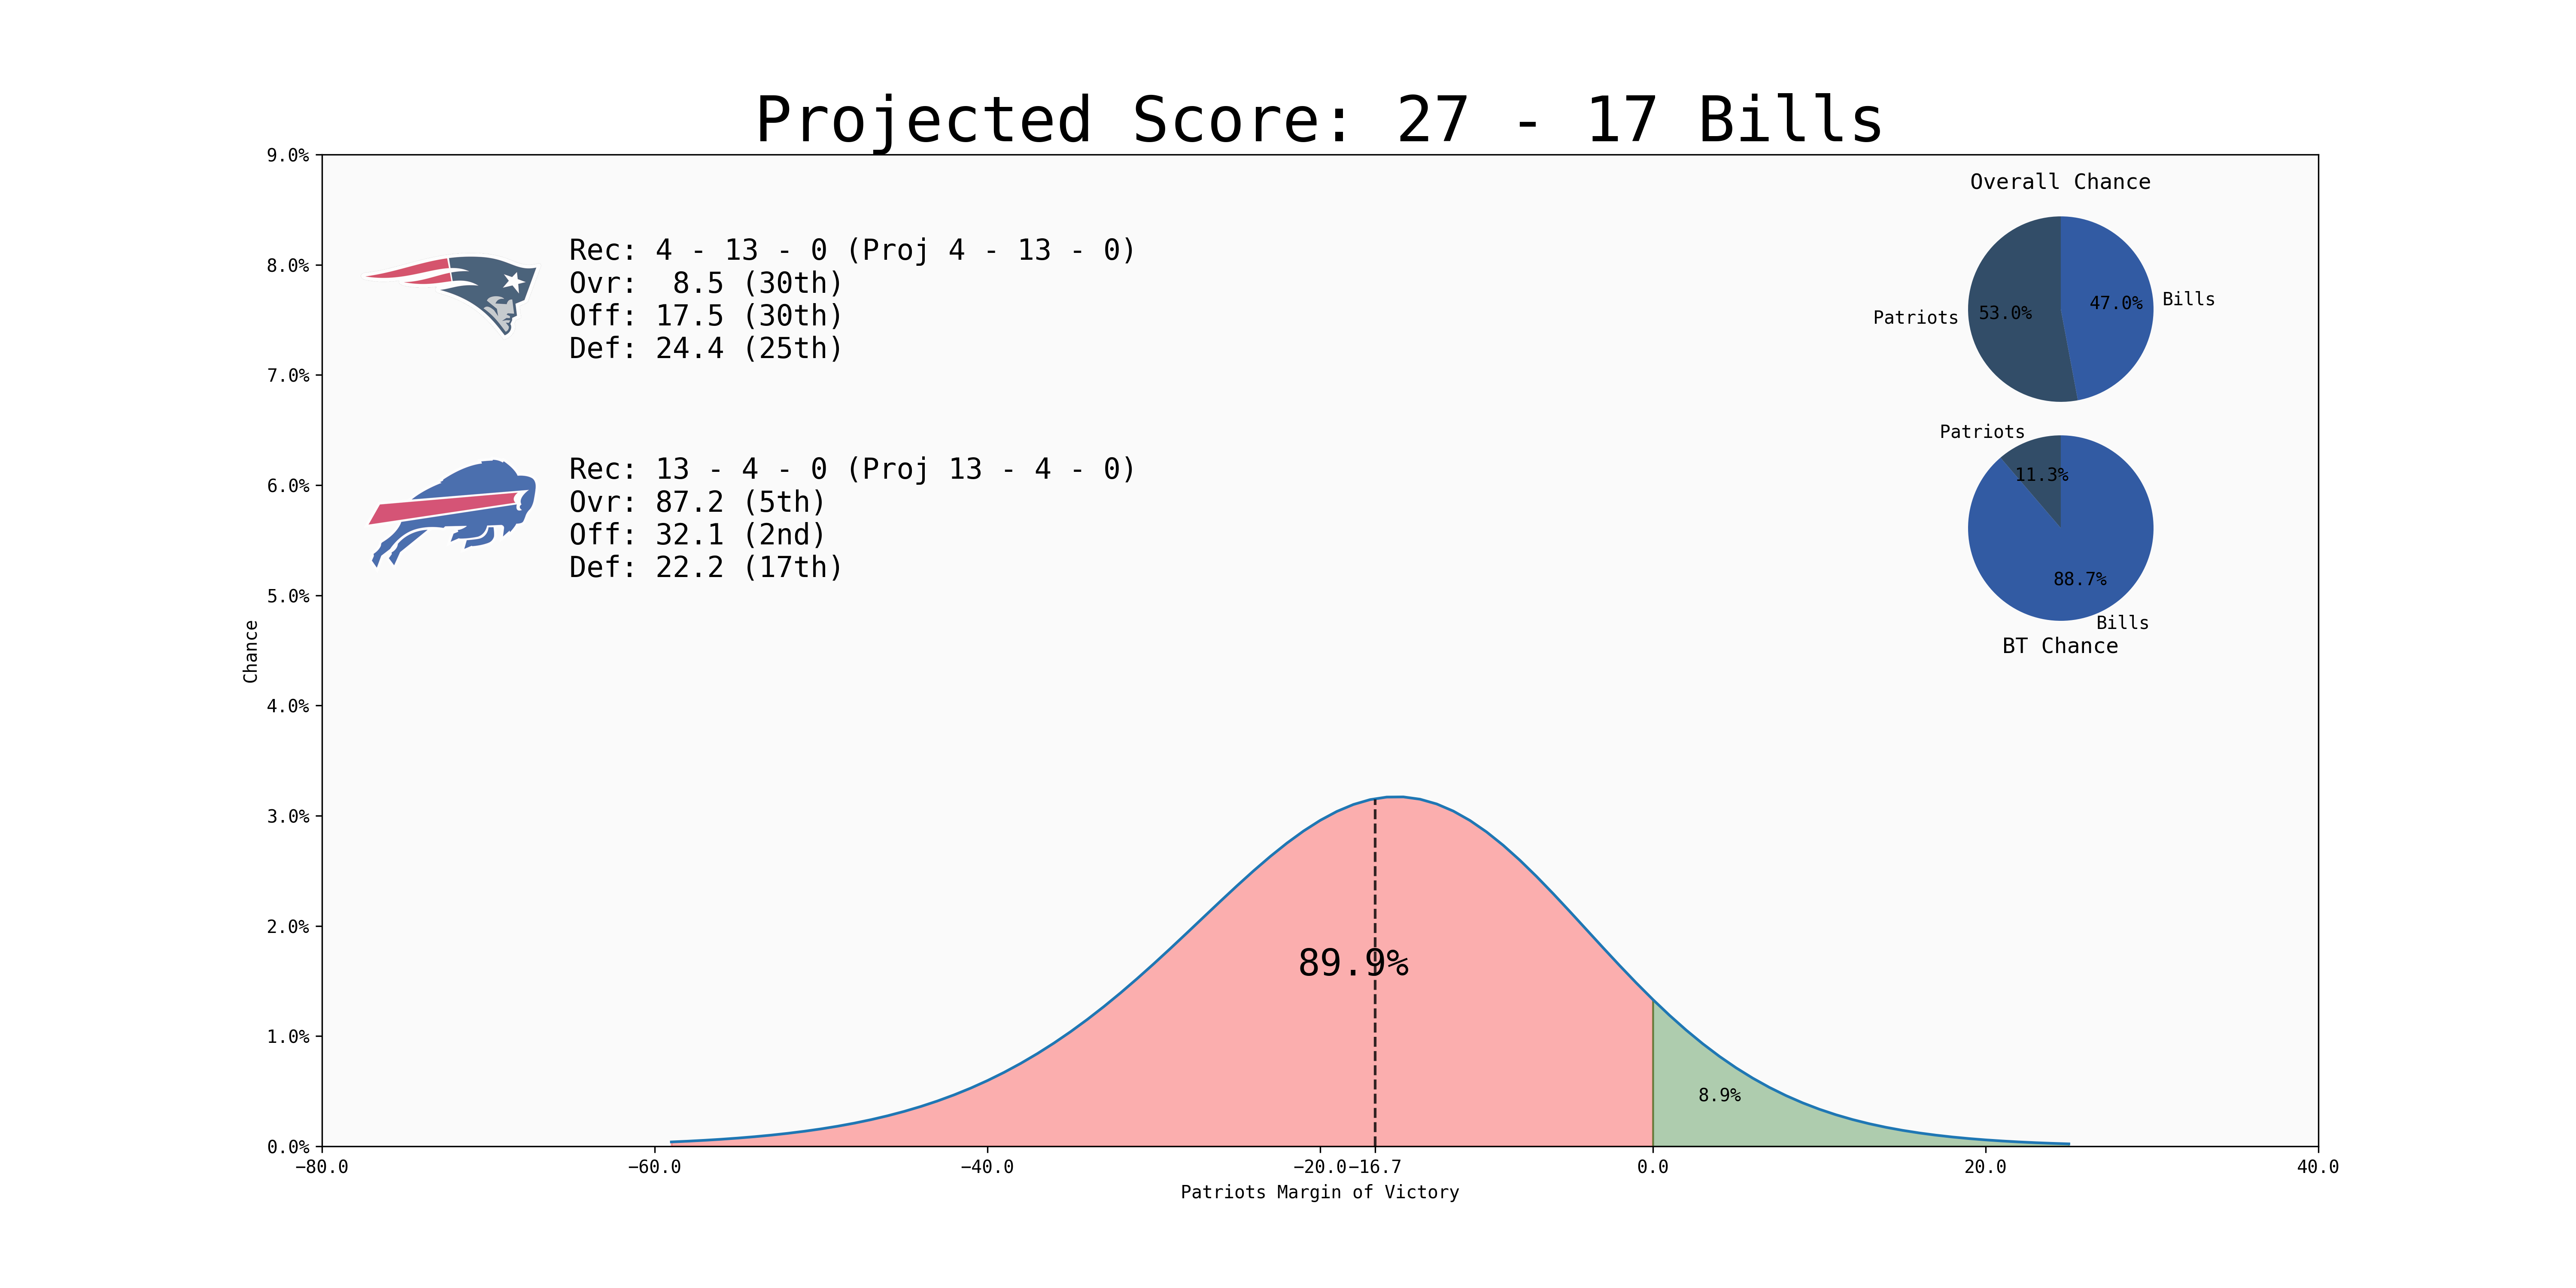 Projected Score: 27 - 17 Bills
9.0%
8.0%
7.0%
6.0%
5.0%
4.0%
3.0%
2.0%
1.0%
0.0%
Chance
Rec: 4 - 13 - 0 (Proj 4 - 13 - 0)
Ovr:  8.5 (30th)
Off: 17.5 (30th)
Def: 24.4 (25th)
Rec: 13 - 4 - 0 (Proj 13 - 4 - 0)
Ovr: 87.2 (5th)
Off: 32.1 (2nd)
Def: 22.2 (17th)
Overall Chance
47.0% Bills
Patriots 53.0%
Patriots
11.3%
88.7%
Bills
BT Chance
89.9%
8.9%
−80.0 −60.0 −40.0 −20.0 −16.7 0.0 20.0 40.0
Patriots Margin of Victory